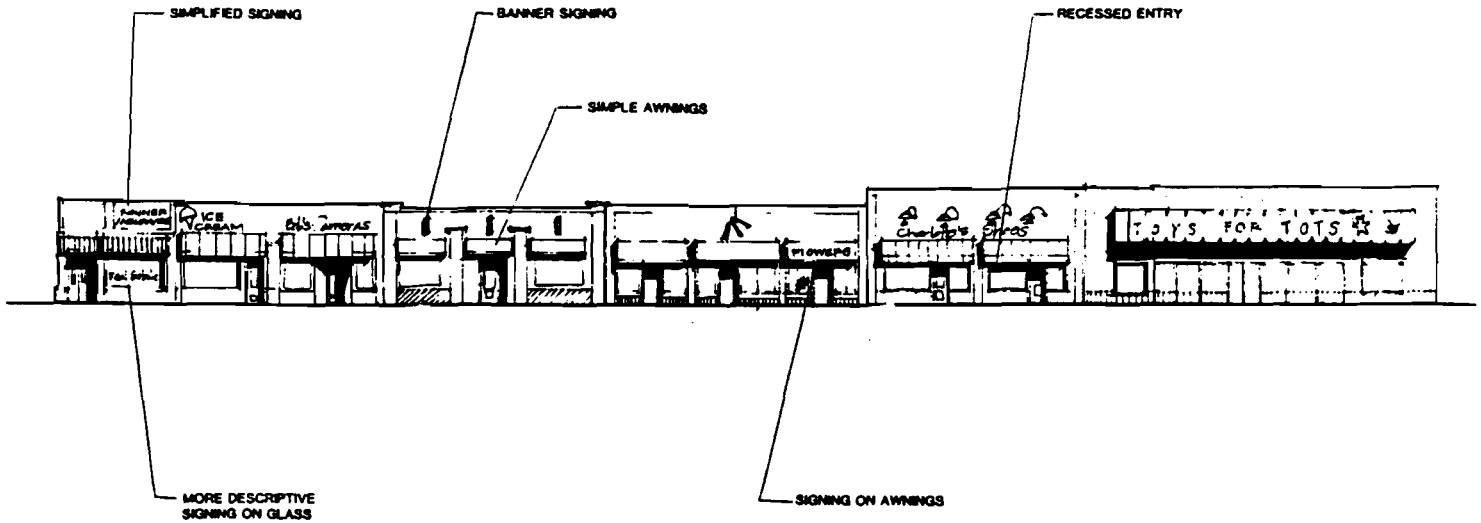 SIMPLIFIED SIGNING
BANNER SIGNING
RECESSED ENTRY
SIMPLE AWNINGS
ICE
CREAM
FLOWERS
TOYS FOR TOTS
MORE DESCRIPTIVE
SIGNING ON GLASS
SIGNING ON AWNINGS